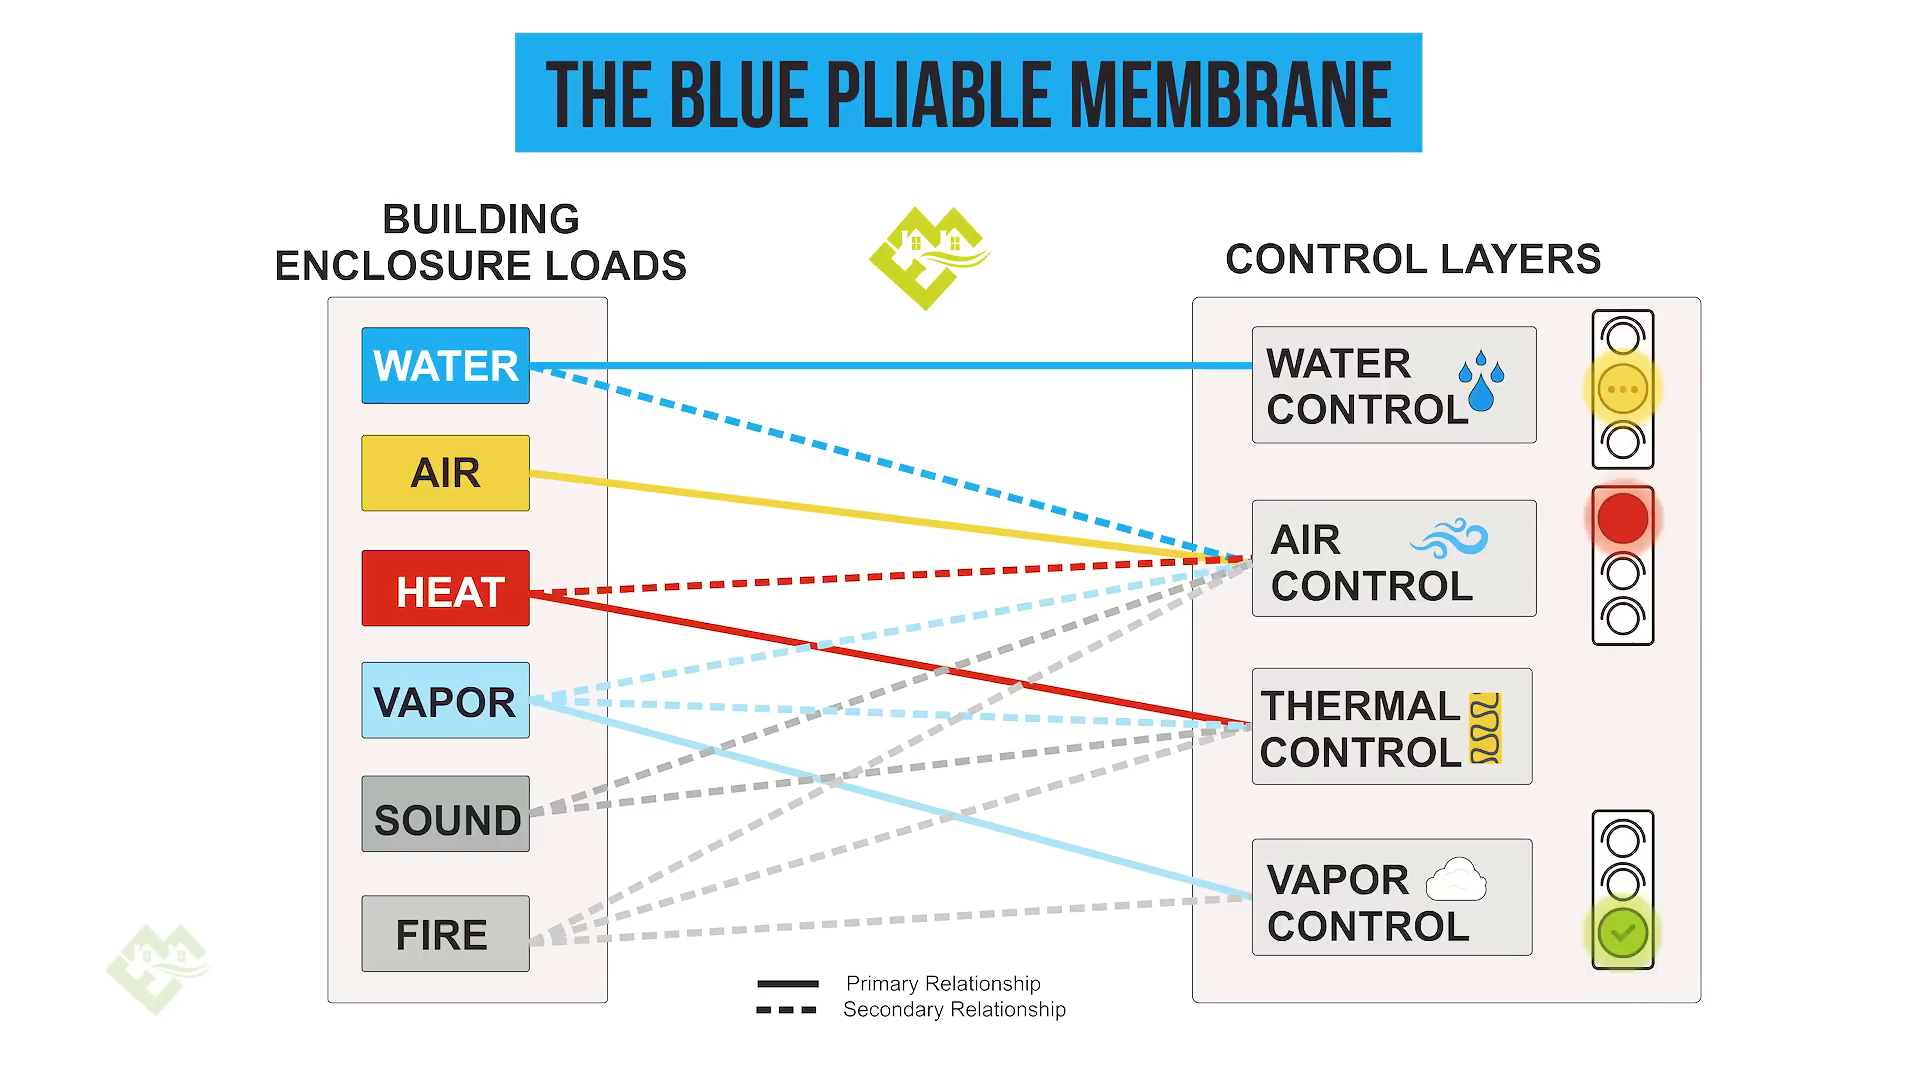 THE BLUE PLIABLE MEMBRANE
BUILDING
ENCLOSURE LOADS
WATER
AIR
HEAT
VAPOR
SOUND
FIRE
CONTROL LAYERS
WATER
CONTROL
AIR
CONTROL
THERMAL
CONTROL
VAPOR
CONTROL
Primary Relationship
Secondary Relationship